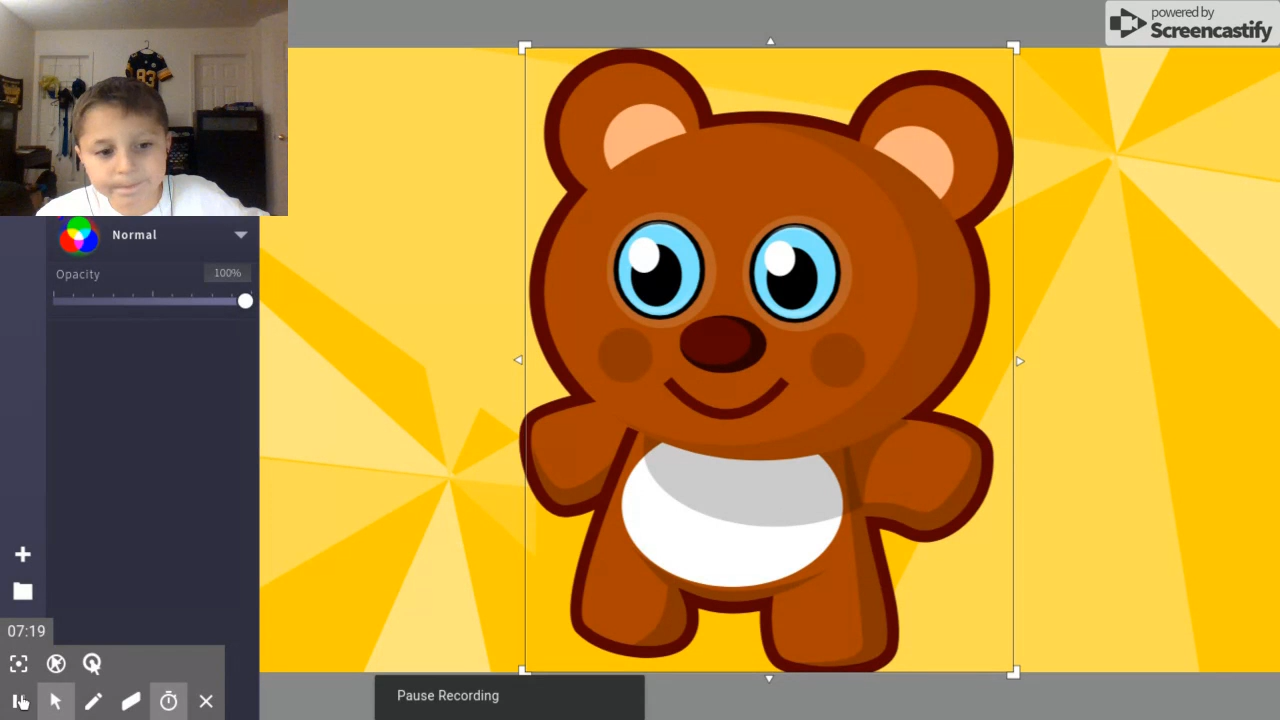 powered by
Screencastify
83
Normal
Opacity
100%
07:19
Pause Recording